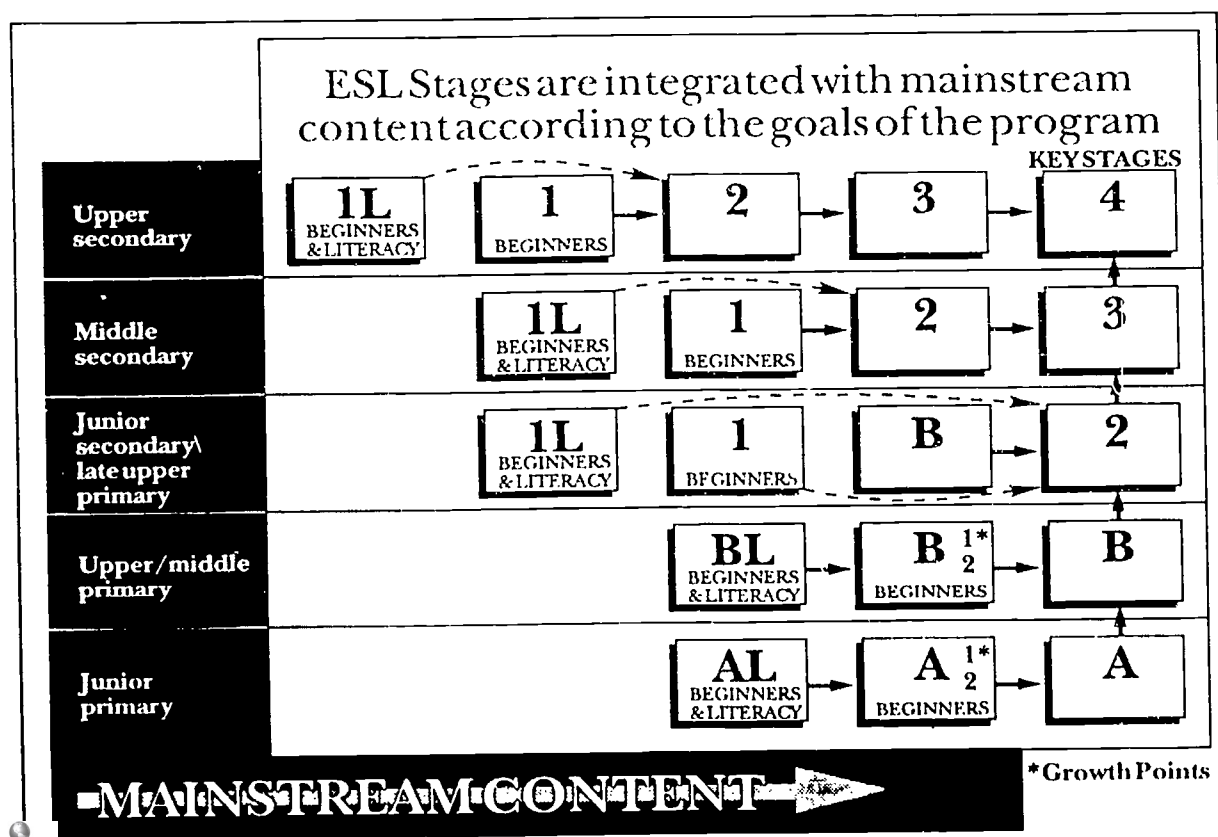 ESL Stages are integrated with mainstream
content according to the goals of the program
KEY STAGES
Upper
secondary
1L
BEGINNERS
& LITERACY
1
BEGINNERS
2
3
4
Middle
secondary
1L
BEGINNERS
& LITERACY
1
BEGINNERS
2
3
Junior
secondary\
late upper
primary
1L
BEGINNERS
& LITERACY
1
BEGINNERS
B
2
Upper/middle
primary
BL
BEGINNERS
& LITERACY
B 1*
2
BEGINNERS
B
Junior
primary
AL
BEGINNERS
& LITERACY
A 1*
2
BEGINNERS
A
*Growth Points
MAINSTREAM CONTENT